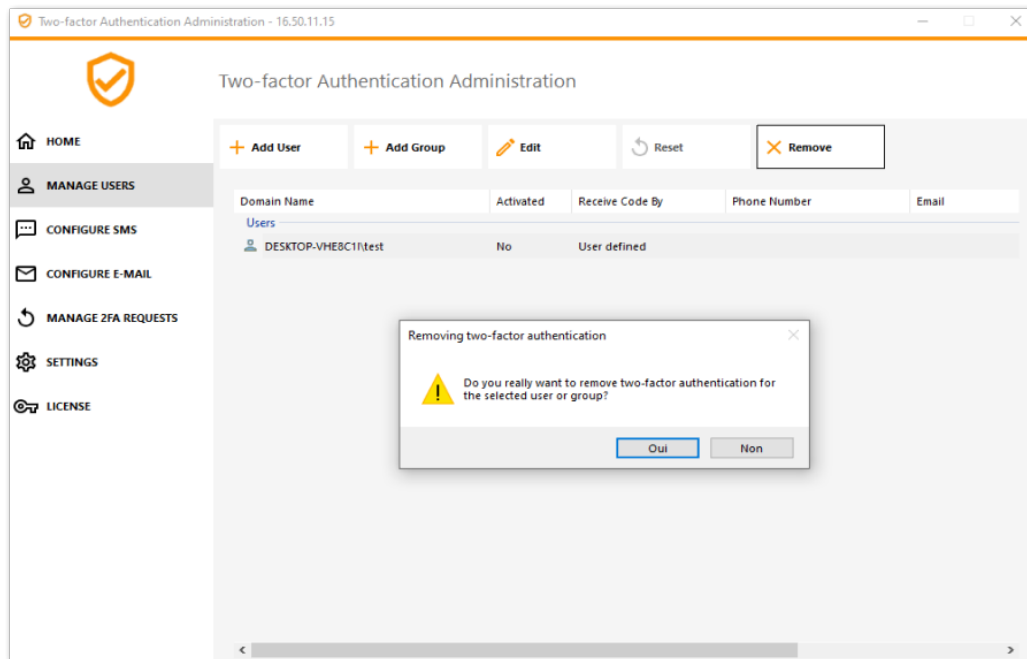 Two-factor Authentication Administration - 16.50.11.15
Two-factor Authentication Administration
HOME
MANAGE USERS
CONFIGURE SMS
CONFIGURE E-MAIL
MANAGE 2FA REQUESTS
SETTINGS
LICENSE
Add User Add Group Edit Reset Remove
Domain Name Activated Receive Code By Phone Number Email
Users
DESKTOP-VHE8C1I\test No User defined
Removing two-factor authentication
Do you really want to remove two-factor authentication for
the selected user or group?
Oui Non